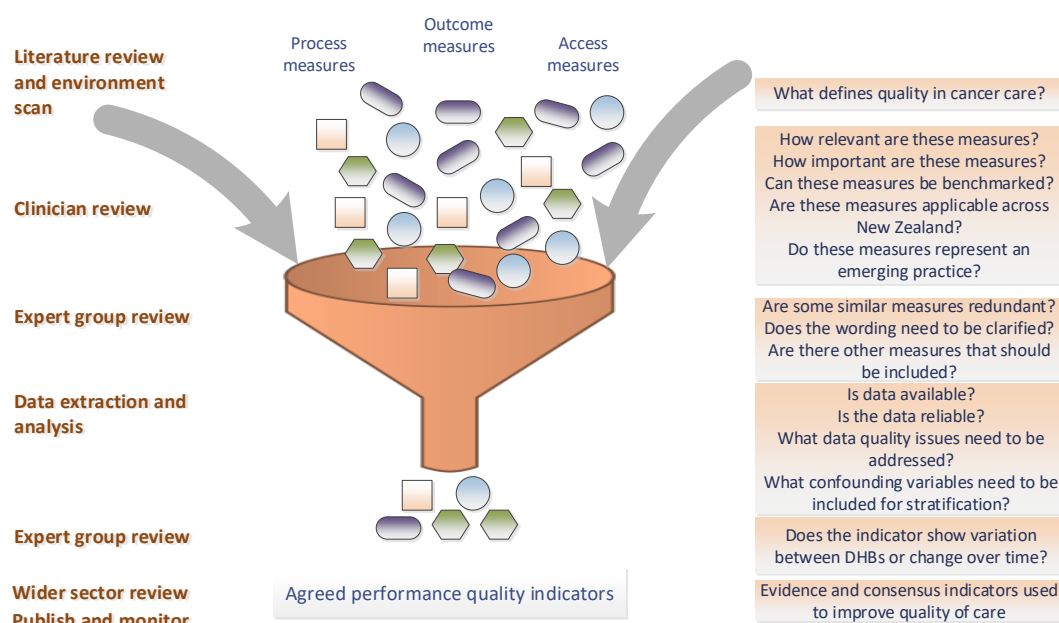 Process
measures
Outcome
measures
Access
measures
Literature review
and environment
scan
Clinician review
Expert group review
Data extraction and
analysis
Expert group review
Wider sector review
Publish and monitor
What defines quality in cancer care?
How relevant are these measures?
How important are these measures?
Can these measures be benchmarked?
Are these measures applicable across
New Zealand?
Do these measures represent an
emerging practice?
Are some similar measures redundant?
Does the wording need to be clarified?
Are there other measures that should
be included?
Is data available?
Is the data reliable?
What data quality issues need to be
addressed?
What confounding variables need to be
included for stratification?
Does the indicator show variation
between DHBs or change over time?
Evidence and consensus indicators used
to improve quality of care
Agreed performance quality indicators